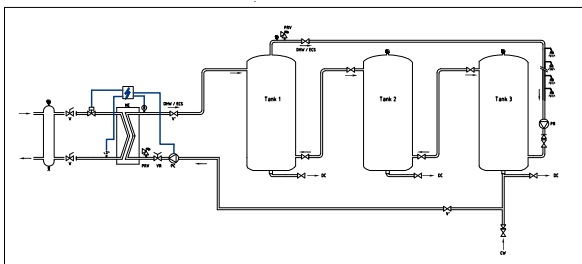 PRV
DHW / ECS
DHW / ECS
HE
V
V
Tank 1
Tank 2
Tank 3
PR
V
PRV
VR
PC
DC
DC
DC
V
CW